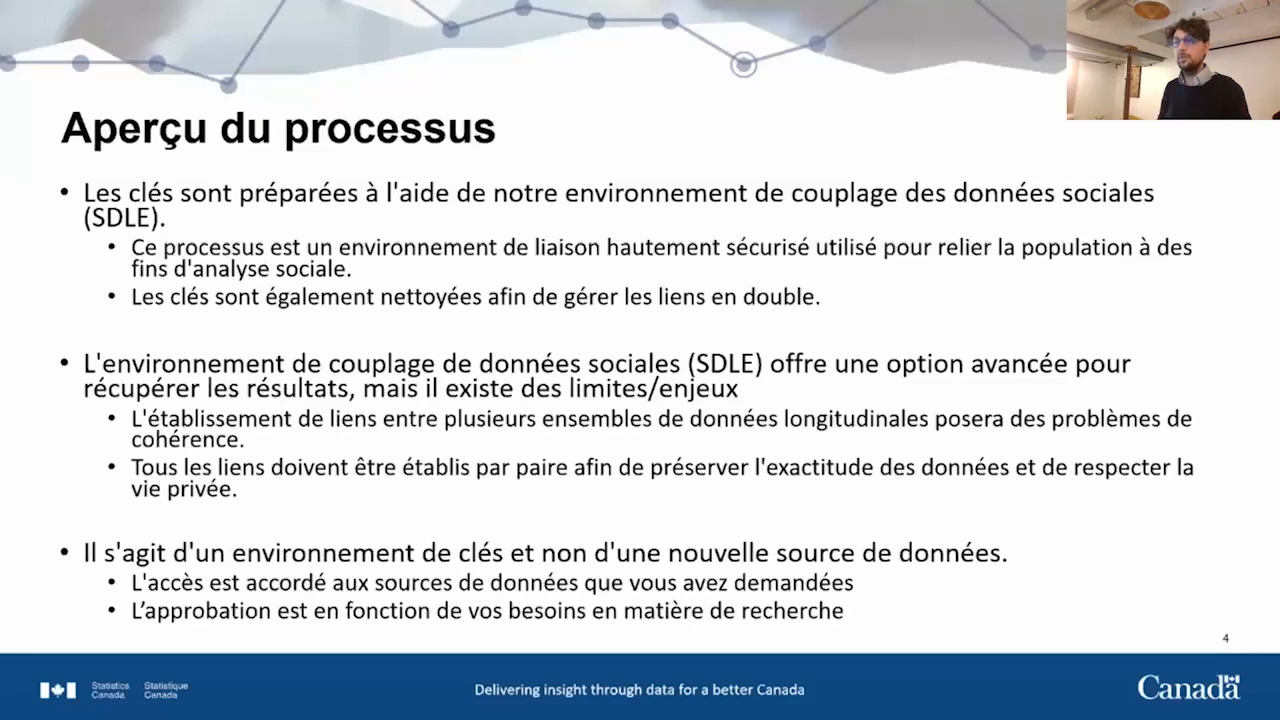 Aperçu du processus
• Les clés sont préparées à l'aide de notre environnement de couplage des données sociales
(SDLE).
• Ce processus est un environnement de liaison hautement sécurisé utilisé pour relier la population à des
fins d'analyse sociale.
• Les clés sont également nettoyées afin de gérer les liens en double.
• L'environnement de couplage de données sociales (SDLE) offre une option avancée pour
récupérer les résultats, mais il existe des limites/enjeux
• L'établissement de liens entre plusieurs ensembles de données longitudinales posera des problèmes de
cohérence.
• Tous les liens doivent être établis par paire afin de préserver l'exactitude des données et de respecter la
vie privée.
• Il s'agit d'un environnement de clés et non d'une nouvelle source de données.
• L'accès est accordé aux sources de données que vous avez demandées
• L’approbation est en fonction de vos besoins en matière de recherche
4
Statistics Statistique
Canada Canada
Delivering insight through data for a better Canada
Canada